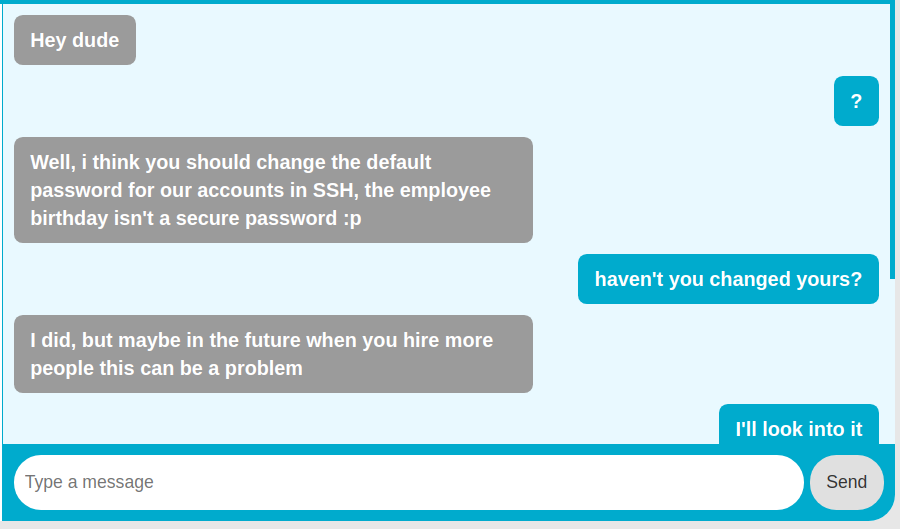 Hey dude
?
Well, i think you should change the default
password for our accounts in SSH, the employee
birthday isn't a secure password :p
haven't you changed yours?
I did, but maybe in the future when you hire more
people this can be a problem
I'll look into it
Type a message
Send